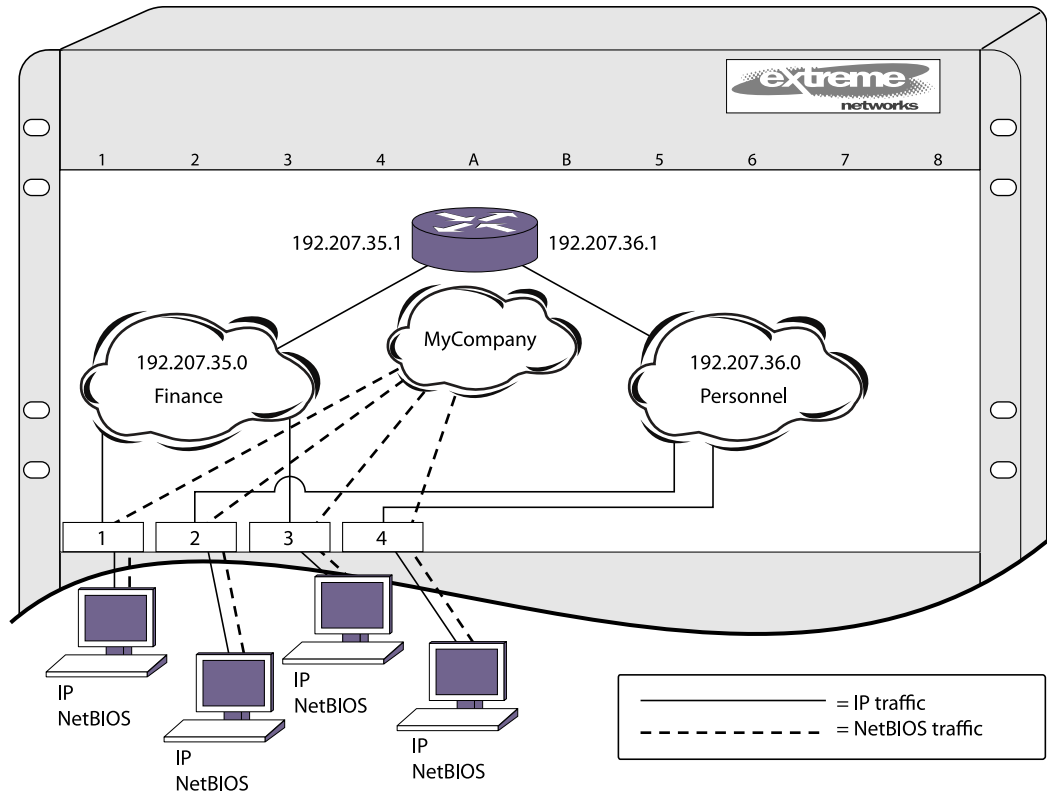 extreme
networks
1 2 3 4 A B 5 6 7 8
192.207.35.1
192.207.36.1
MyCompany
192.207.35.0
Finance
192.207.36.0
Personnel
1
2
3
4
IP
NetBIOS
IP
NetBIOS
IP
NetBIOS
IP
NetBIOS
= IP traffic
= NetBIOS traffic